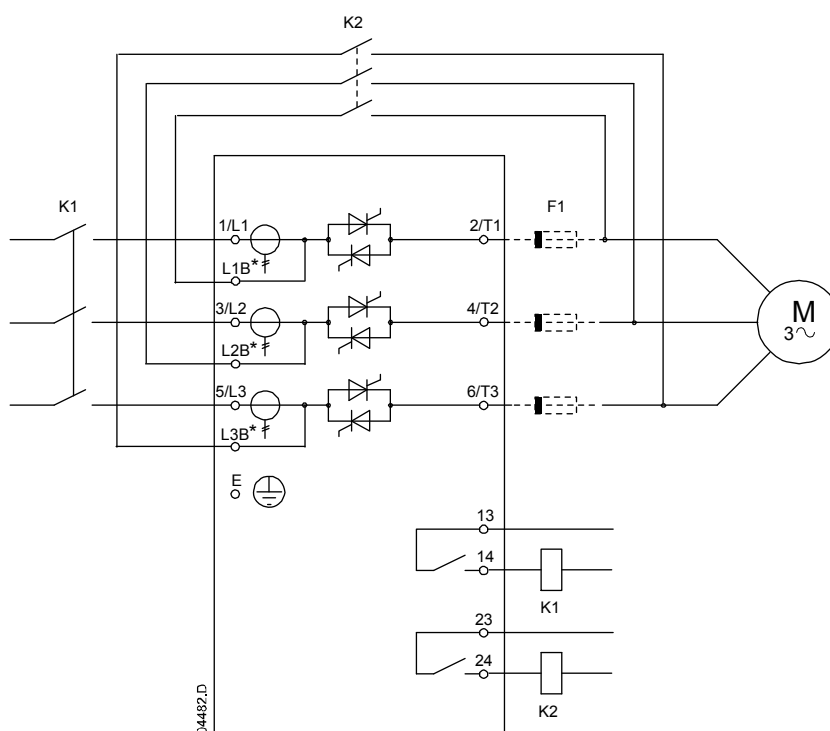 K2
K1
F1
1/L1
2/T1
L1B*
3/L2
4/T2
L2B*
5/L3
6/T3
L3B*
M
3∿
E
13
14
K1
23
24
K2
04482.D